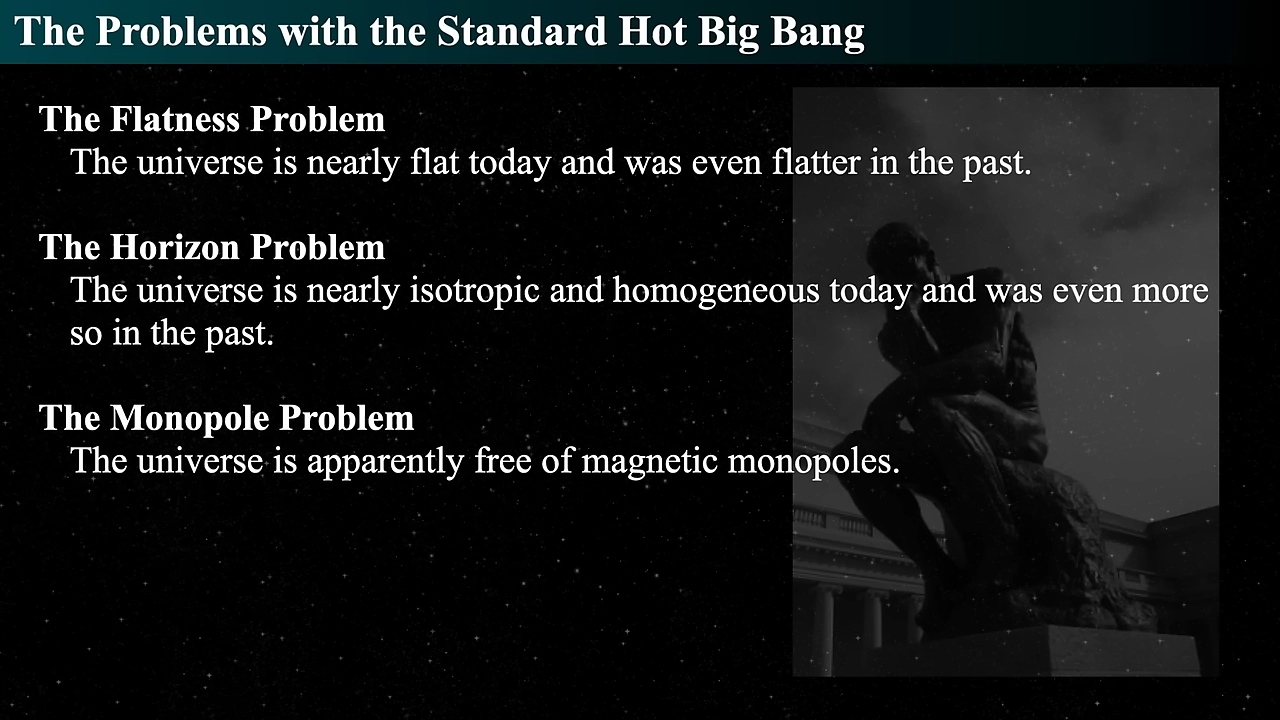 The Problems with the Standard Hot Big Bang
The Flatness Problem
The universe is nearly flat today and was even flatter in the past.
The Horizon Problem
The universe is nearly isotropic and homogeneous today and was even more
so in the past.
The Monopole Problem
The universe is apparently free of magnetic monopoles.